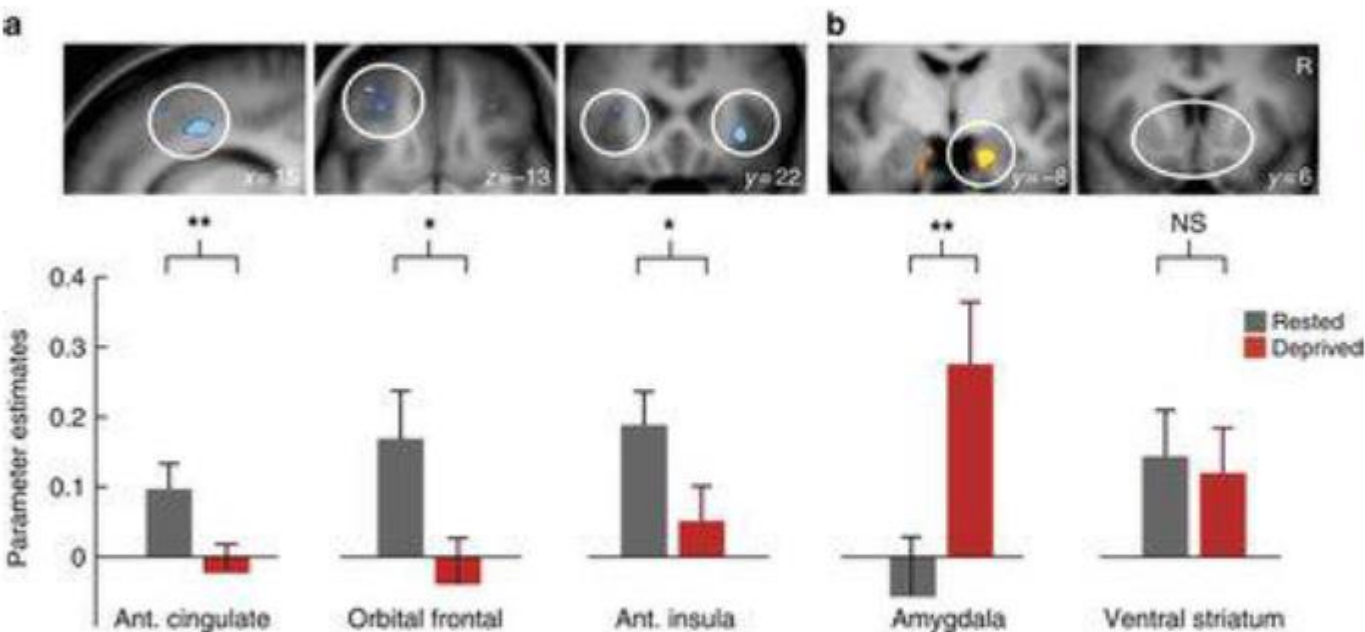 a
b
x= 15
z=-13
y= 22
y= -8
R
y= 6
**
*
*
**
NS
Parameter estimates
0.4
0.3
0.2
0.1
0
Rested
Deprived
Ant. cingulate
Orbital frontal
Ant. insula
Amygdala
Ventral striatum